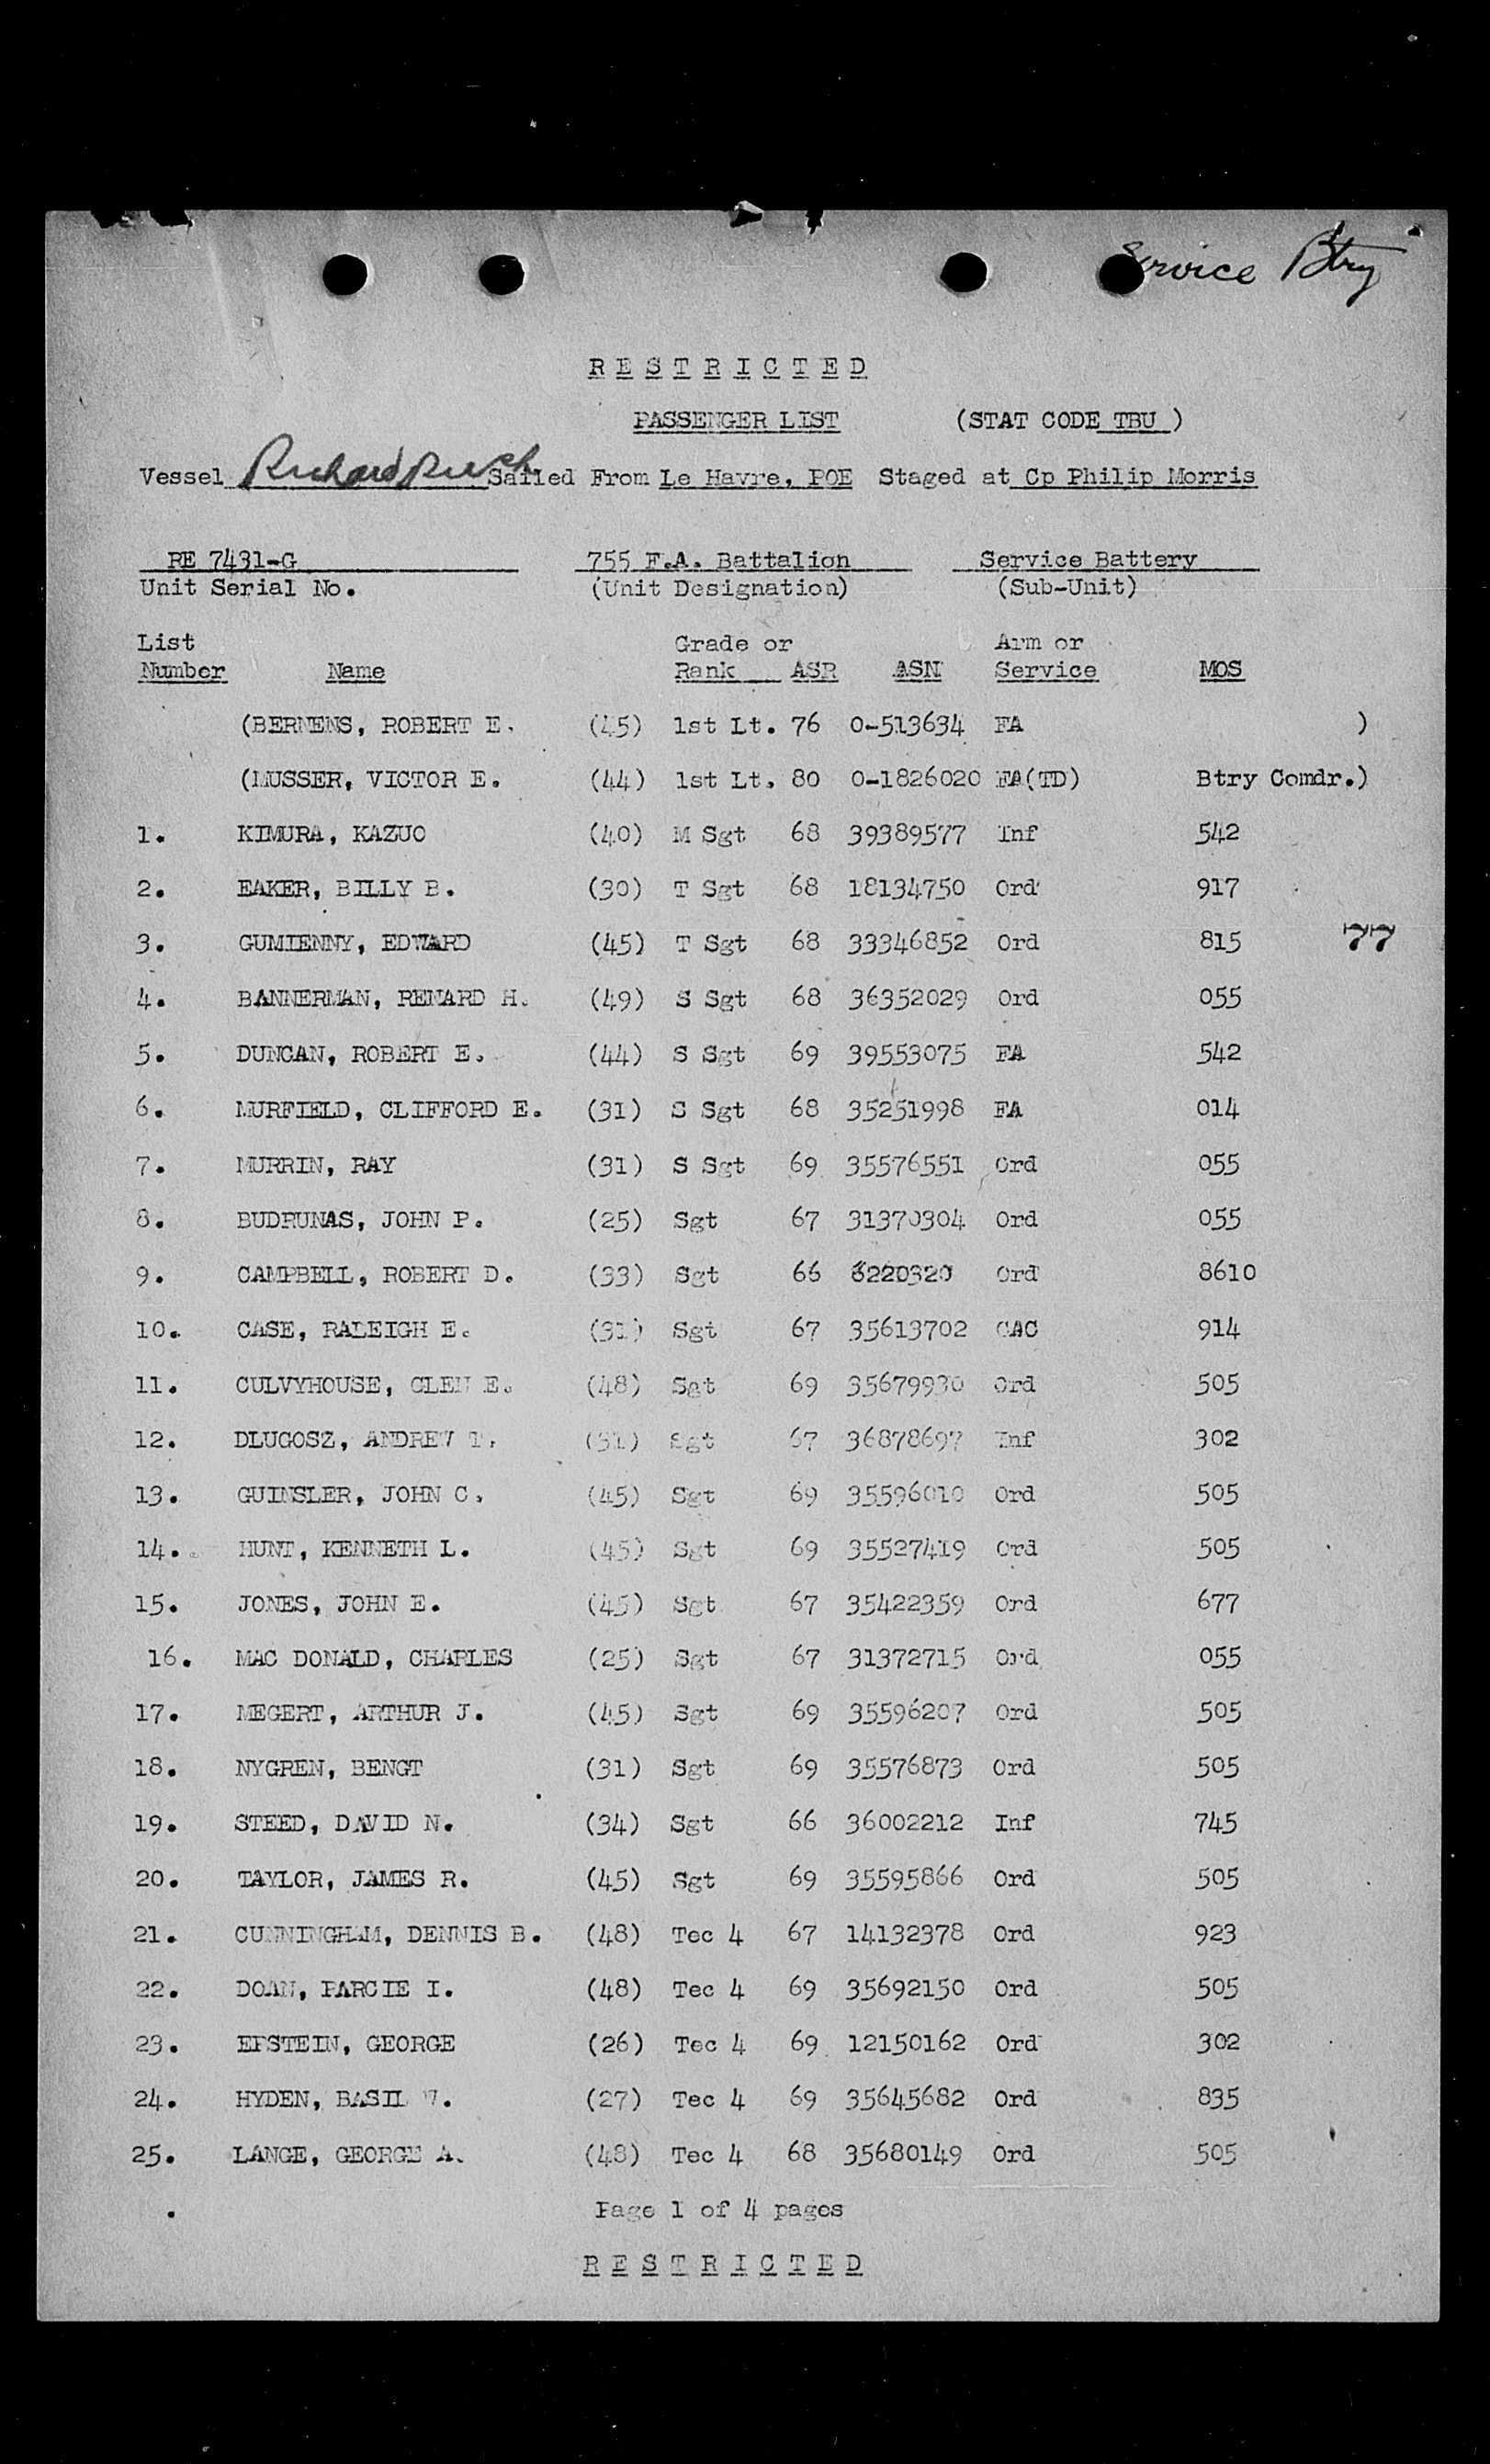 Service Btry
RESTRICTED
PASSENGER LIST (STAT CODE TBU )
Vessel Richard Rush Sailed From Le Havre, POE Staged at Cp Philip Morris
RE 7431-G 755 F.A. Battalion Service Battery
Unit Serial No. (Unit Designation) (Sub-Unit)
List Grade or Arm or
Number Name Rank ASR ASN Service MOS
(BERNENS, ROBERT E. (45) 1st Lt. 76 0-513634 FA )
(MUSSER, VICTOR E. (44) 1st Lt. 80 0-1826020 FA(TD) Btry Comdr.)
1. KIMURA, KAZUO (40) M Sgt 68 39389577 Inf 542
2. EAKER, BILLY B. (30) T Sgt 68 18134750 Ord 917
3. GUMIENNY, EDWARD (45) T Sgt 68 33346852 Ord 815 77
4. BANNERMAN, RENARD H. (49) S Sgt 68 36352029 Ord 055
5. DUNCAN, ROBERT E. (44) S Sgt 69 39553075 FA 542
6. MURFIELD, CLIFFORD E. (31) S Sgt 68 35251998 FA 014
7. MURRIN, RAY (31) S Sgt 69 35576551 Ord 055
8. BUDRUNAS, JOHN P. (25) Sgt 67 31370304 Ord 055
9. CAMPBELL, ROBERT D. (33) Sgt 66 6220320 Ord 8610
10. CASE, RALEIGH E. (31) Sgt 67 35613702 CAC 914
11. CULVYHOUSE, GLEN E. (48) Sgt 69 35679930 Ord 505
12. DLUGOSZ, ANDREW T. (31) Sgt 67 36878697 Inf 302
13. GUINSLER, JOHN C. (45) Sgt 69 35596010 Ord 505
14. HUNT, KENNETH L. (45) Sgt 69 35527419 Ord 505
15. JONES, JOHN E. (45) Sgt 67 35422359 Ord 677
16. MAC DONALD, CHARLES (25) Sgt 67 31372715 Ord 055
17. MEGERT, ARTHUR J. (45) Sgt 69 35596207 Ord 505
18. NYGREN, BENGT (31) Sgt 69 35576873 Ord 505
19. STEED, DAVID N. (34) Sgt 66 36002212 Inf 745
20. TAYLOR, JAMES R. (45) Sgt 69 35595866 Ord 505
21. CUNNINGHAM, DENNIS B. (48) Tec 4 67 14132378 Ord 923
22. DOAN, PARCIE I. (48) Tec 4 69 35692150 Ord 505
23. EPSTEIN, GEORGE (26) Tec 4 69 12150162 Ord 302
24. HYDEN, BASIL W. (27) Tec 4 69 35645682 Ord 835
25. LANGE, GEORGE A. (48) Tec 4 68 35680149 Ord 505
Page 1 of 4 pages
RESTRICTED